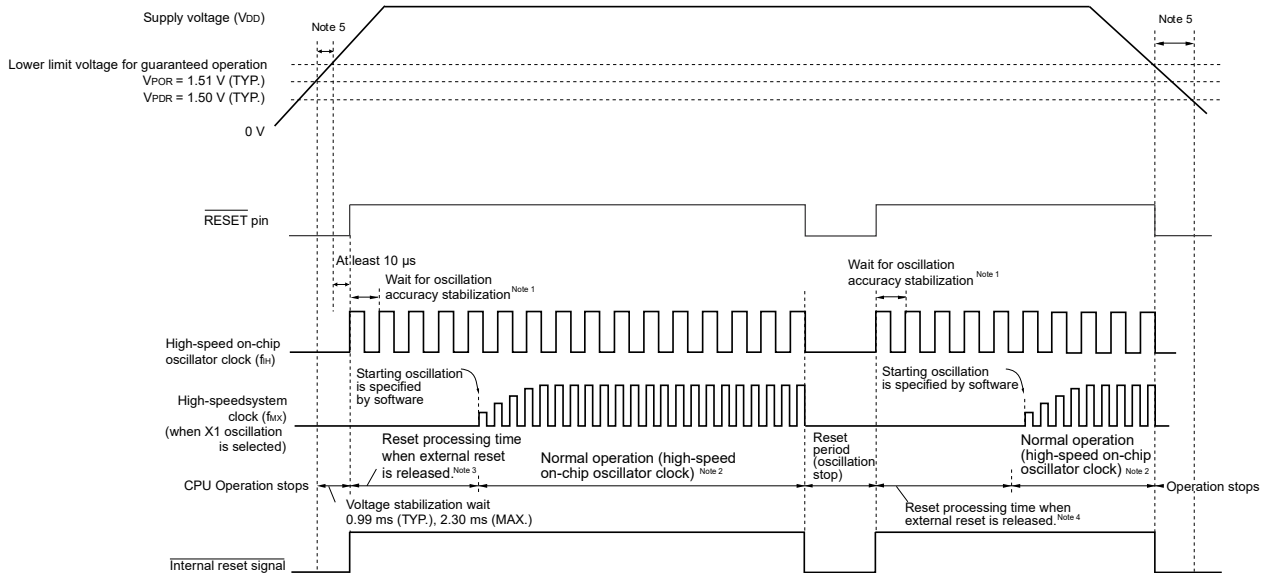 Supply voltage (VDD)
Note 5
Note 5
Lower limit voltage for guaranteed operation
VPOR = 1.51 V (TYP.)
VPDR = 1.50 V (TYP.)
0 V
RESET pin
At least 10 μs
Wait for oscillation
accuracy stabilization Note 1
Wait for oscillation
accuracy stabilization Note 1
High-speed on-chip
oscillator clock (fIH)
Starting oscillation
is specified
by software
Starting oscillation
is specified by software
High-speedsystem
clock (fMX)
(when X1 oscillation
is selected)
Reset processing time
when external reset
is released. Note 3
Normal operation (high-speed
on-chip oscillator clock) Note 2
Reset
period
(oscillation
stop)
Normal operation
(high-speed on-chip
oscillator clock) Note 2
CPU Operation stops
Operation stops
Voltage stabilization wait
0.99 ms (TYP.), 2.30 ms (MAX.)
Reset processing time when
external reset is released. Note 4
Internal reset signal